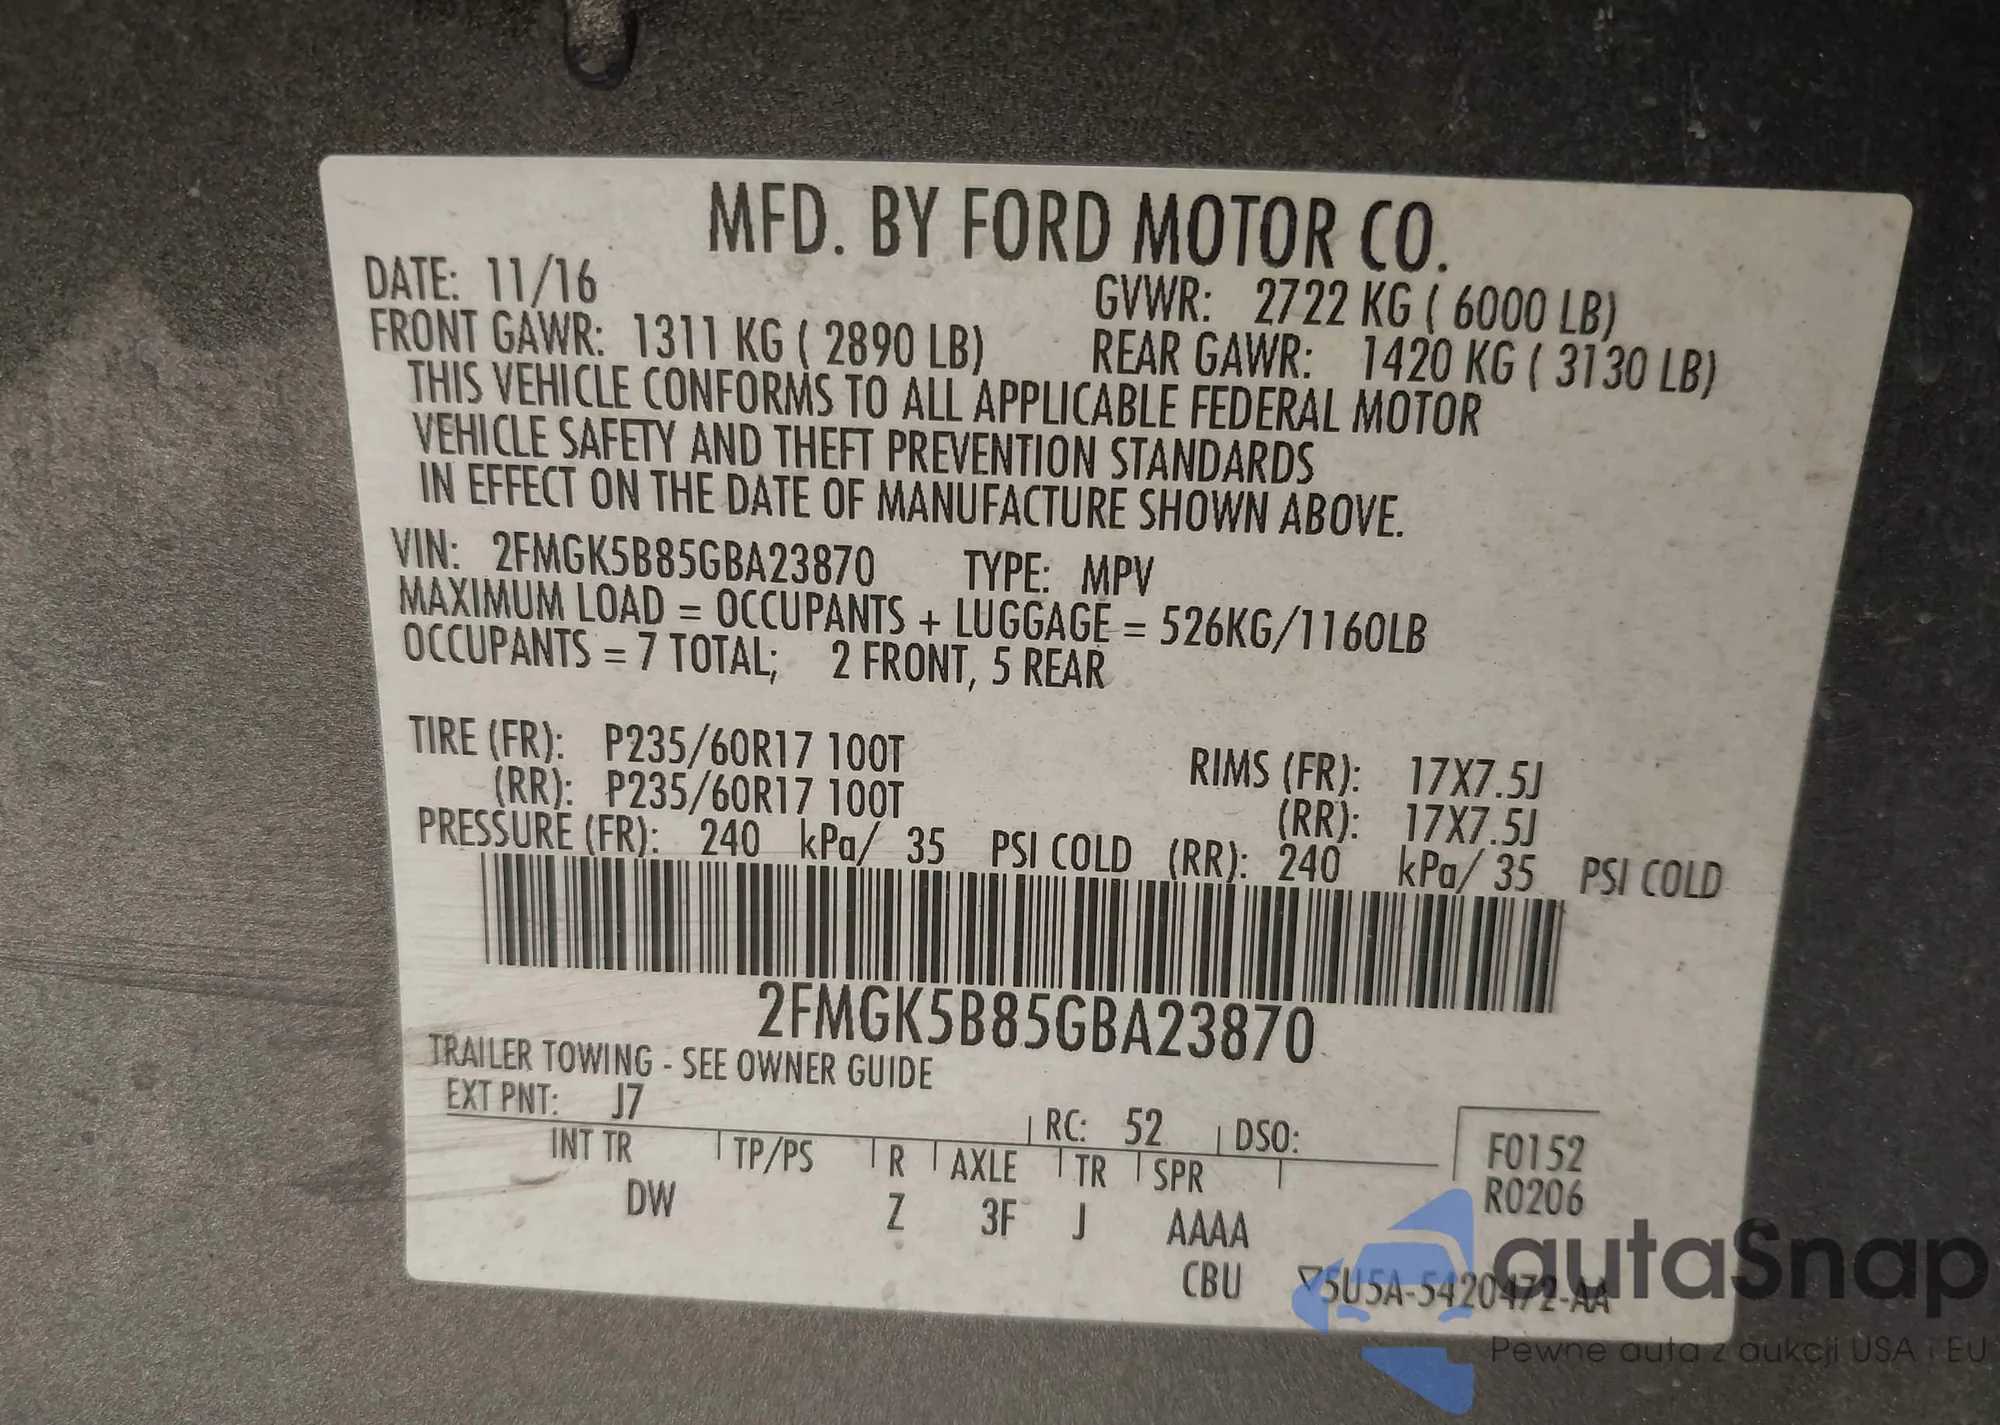 MFD. BY FORD MOTOR CO.
DATE: 11/16
GVWR: 2722 KG ( 6000 LB)
FRONT GAWR: 1311 KG ( 2890 LB)
REAR GAWR: 1420 KG ( 3130 LB)
THIS VEHICLE CONFORMS TO ALL APPLICABLE FEDERAL MOTOR
VEHICLE SAFETY AND THEFT PREVENTION STANDARDS
IN EFFECT ON THE DATE OF MANUFACTURE SHOWN ABOVE.
VIN: 2FMGK5B85GBA23870 TYPE: MPV
MAXIMUM LOAD = OCCUPANTS + LUGGAGE = 526KG/1160LB
OCCUPANTS = 7 TOTAL; 2 FRONT, 5 REAR
TIRE (FR): P235/60R17 100T RIMS (FR): 17X7.5J
(RR): P235/60R17 100T (RR): 17X7.5J
PRESSURE (FR): 240 kPa/ 35 PSI COLD (RR): 240 kPa/ 35 PSI COLD
2FMGK5B85GBA23870
TRAILER TOWING - SEE OWNER GUIDE
EXT PNT: J7 RC: 52 DSO:
INT TR TP/PS R AXLE TR SPR
DW Z 3F J AAAA
CBU
F0152
R0206
▽5U5A-5420472-AA
autaSnap
Pewne auta z aukcji USA i EU